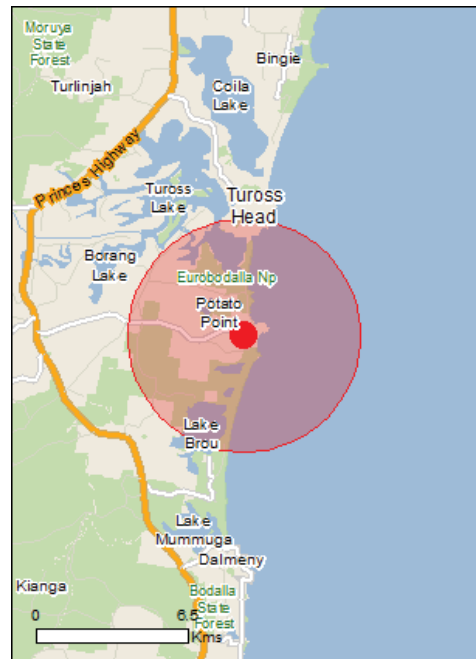 Moruya
State
Forest
Bingie
Turlinjah
Coila
Lake
Princes Highway
Tuross
Lake
Tuross
Head
Borang
Lake
Eurobodalla Np
Potato
Point
Lake
Brou
Lake
Mummuga
Dalmeny
Kianga
Bodalla
State
Forest
0
6.5
Kms